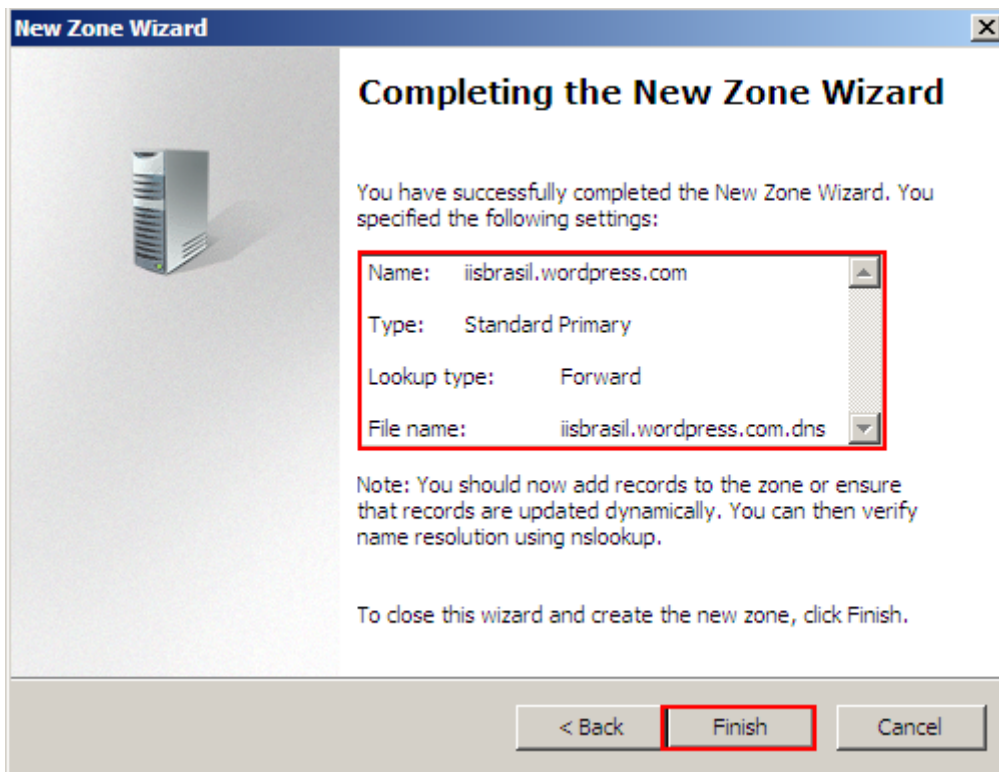 New Zone Wizard
Completing the New Zone Wizard
You have successfully completed the New Zone Wizard. You
specified the following settings:
Name: iisbrasil.wordpress.com
Type: Standard Primary
Lookup type: Forward
File name: iisbrasil.wordpress.com.dns
Note: You should now add records to the zone or ensure
that records are updated dynamically. You can then verify
name resolution using nslookup.
To close this wizard and create the new zone, click Finish.
< Back Finish Cancel